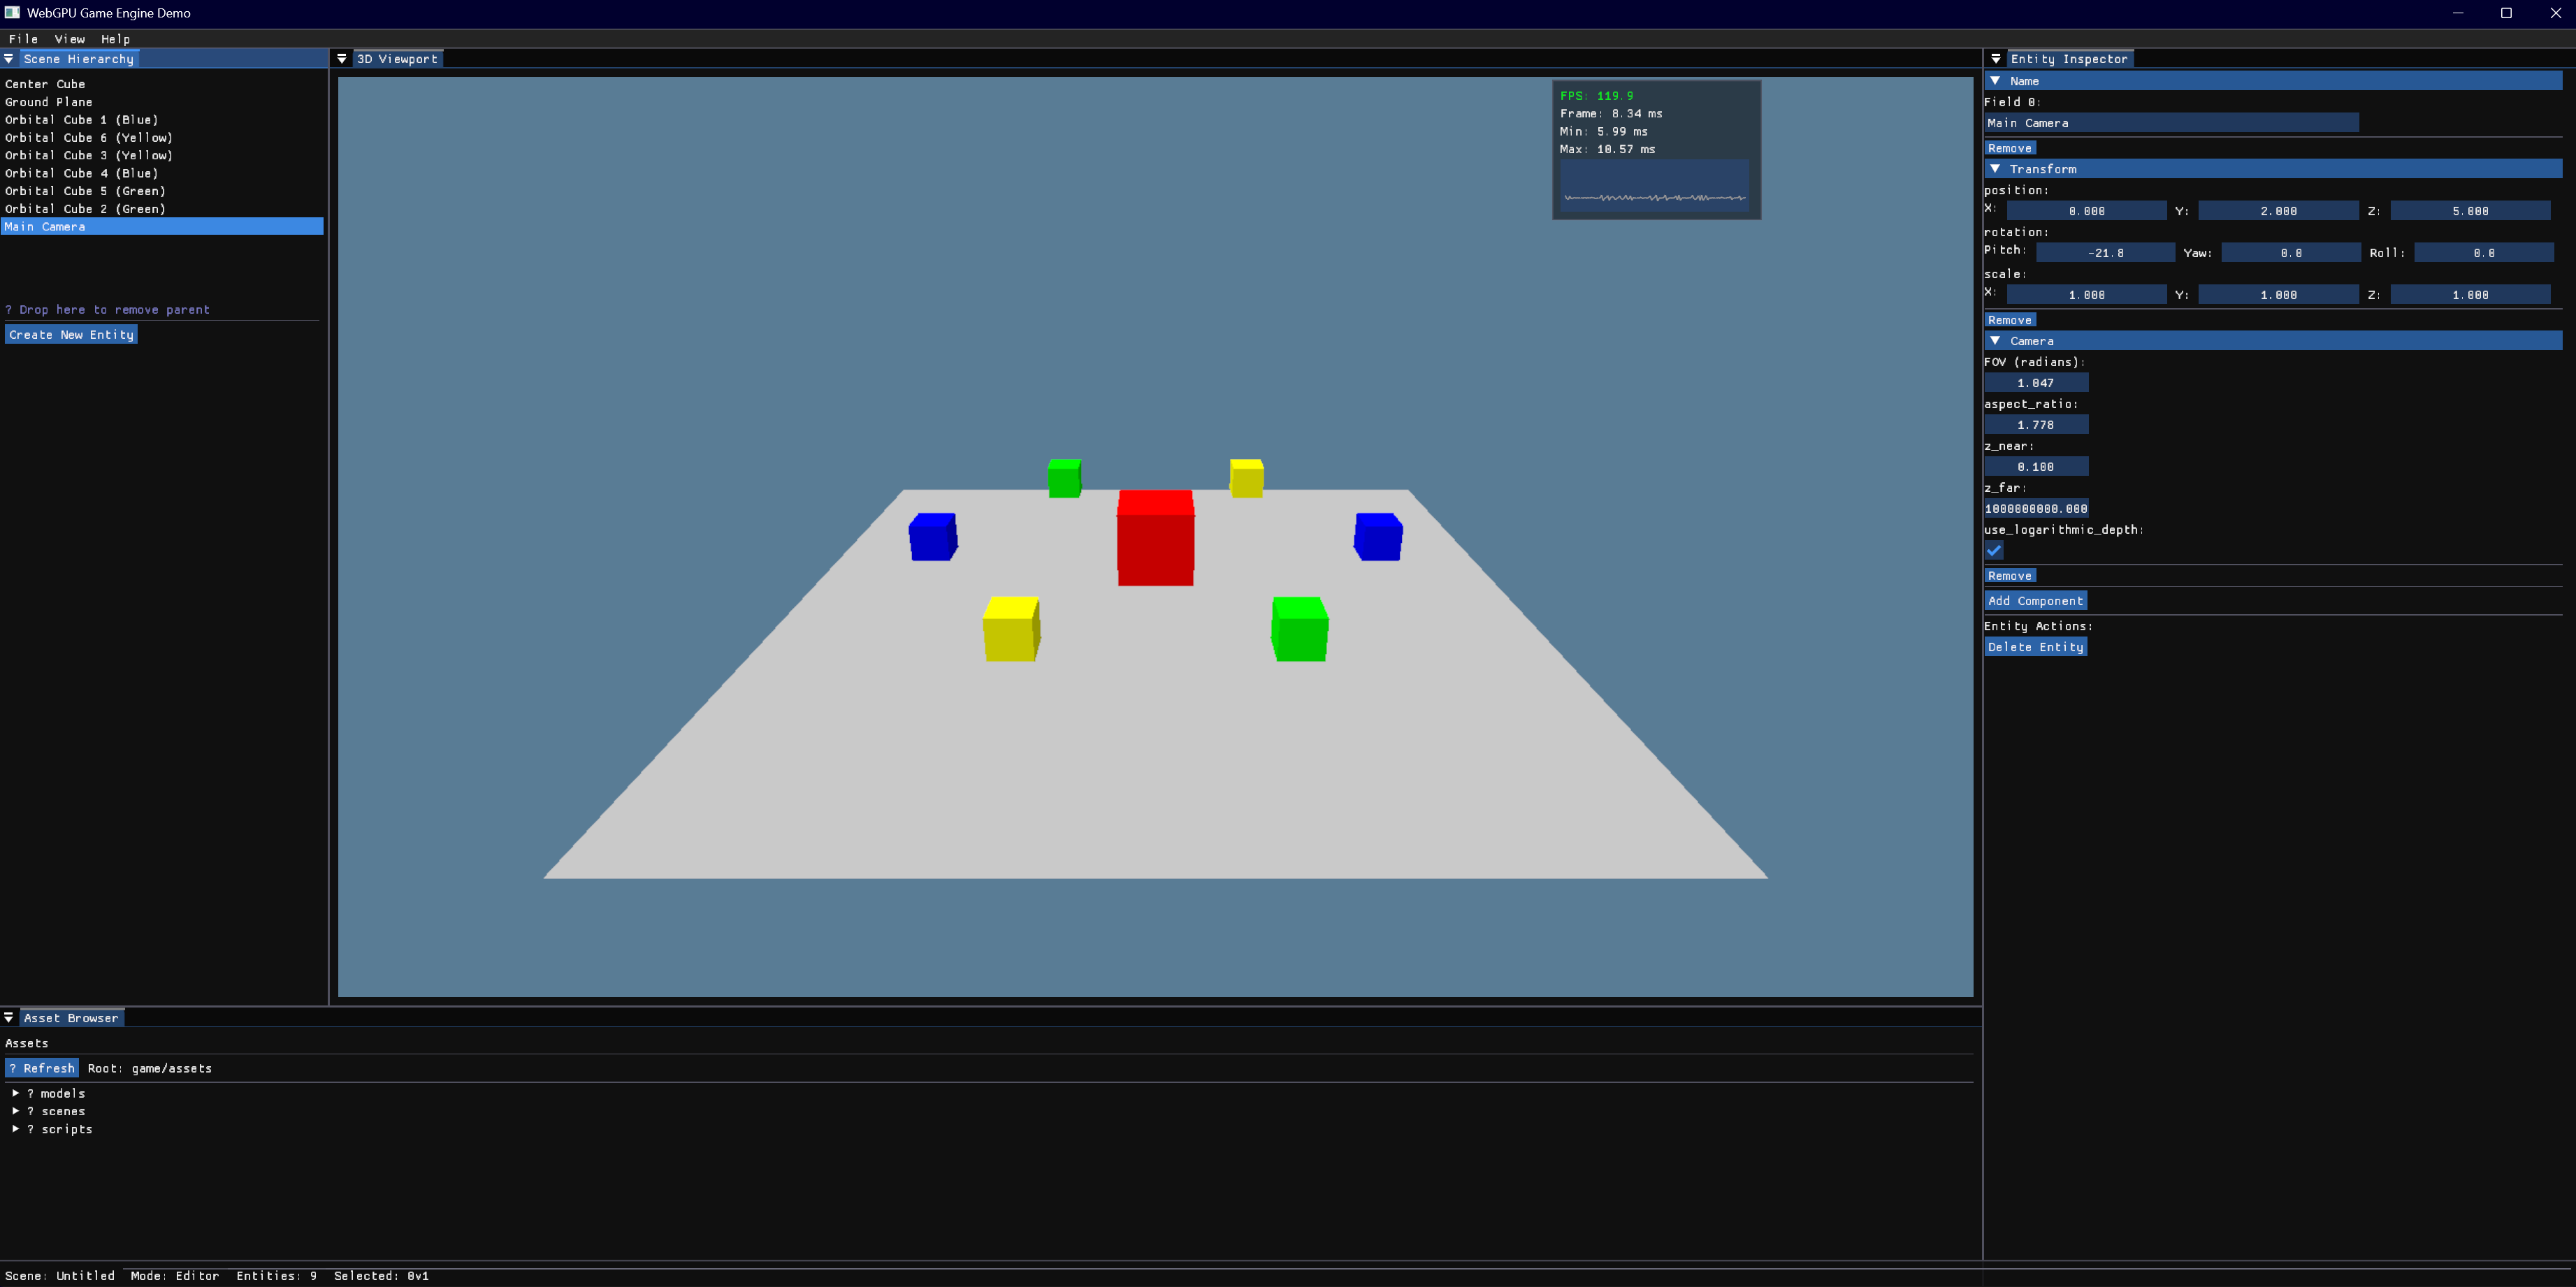 WebGPU Game Engine Demo
File View Help
Scene Hierarchy
Center Cube
Ground Plane
Orbital Cube 1 (Blue)
Orbital Cube 6 (Yellow)
Orbital Cube 3 (Yellow)
Orbital Cube 4 (Blue)
Orbital Cube 5 (Green)
Orbital Cube 2 (Green)
Main Camera
? Drop here to remove parent
Create New Entity
3D Viewport
FPS: 119.9
Frame: 8.34 ms
Min: 5.99 ms
Max: 10.57 ms
Entity Inspector
Name
Field 0:
Main Camera
Remove
Transform
position:
X: 0.000 Y: 2.000 Z: 5.000
rotation:
Pitch: -21.8 Yaw: 0.0 Roll: 0.0
scale:
X: 1.000 Y: 1.000 Z: 1.000
Remove
Camera
FOV (radians):
1.047
aspect_ratio:
1.778
z_near:
0.100
z_far:
1000000000.000
use_logarithmic_depth:
Remove
Add Component
Entity Actions:
Delete Entity
Asset Browser
Assets
? Refresh Root: game/assets
? models
? scenes
? scripts
Scene: Untitled Mode: Editor Entities: 9 Selected: 0v1